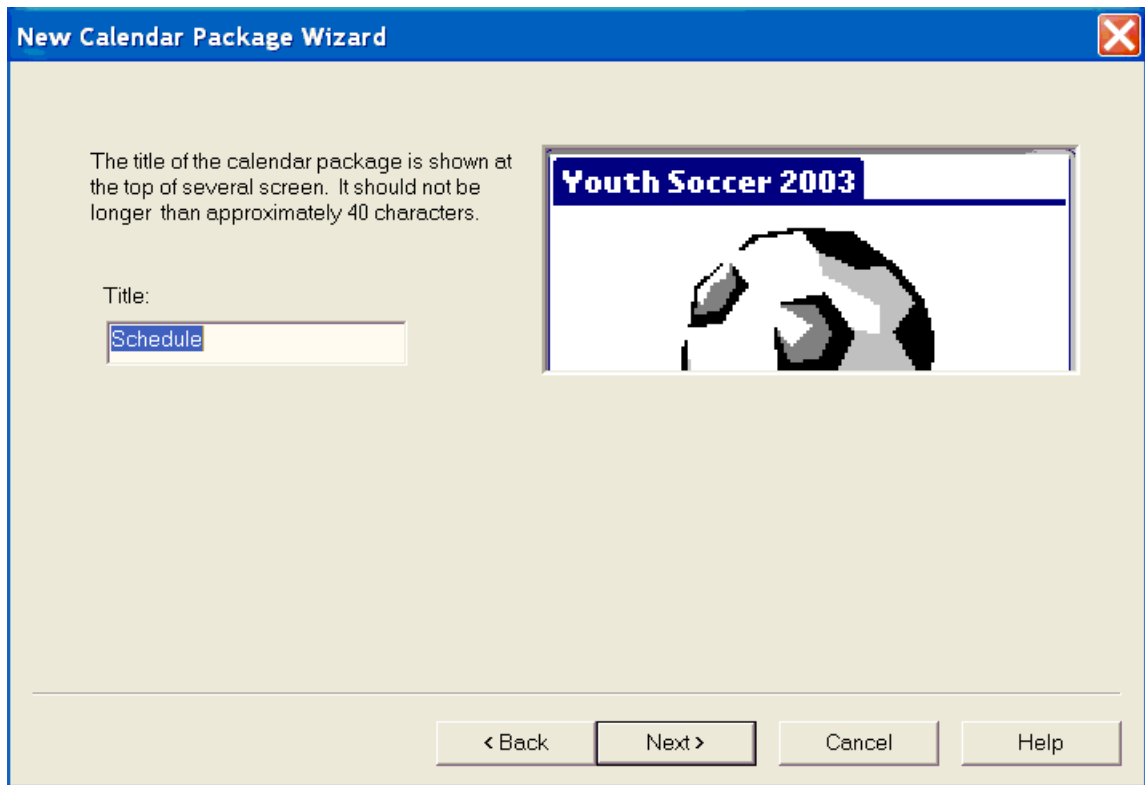 New Calendar Package Wizard
The title of the calendar package is shown at
the top of several screen. It should not be
longer than approximately 40 characters.
Youth Soccer 2003
Title:
Schedule
< Back
Next >
Cancel
Help